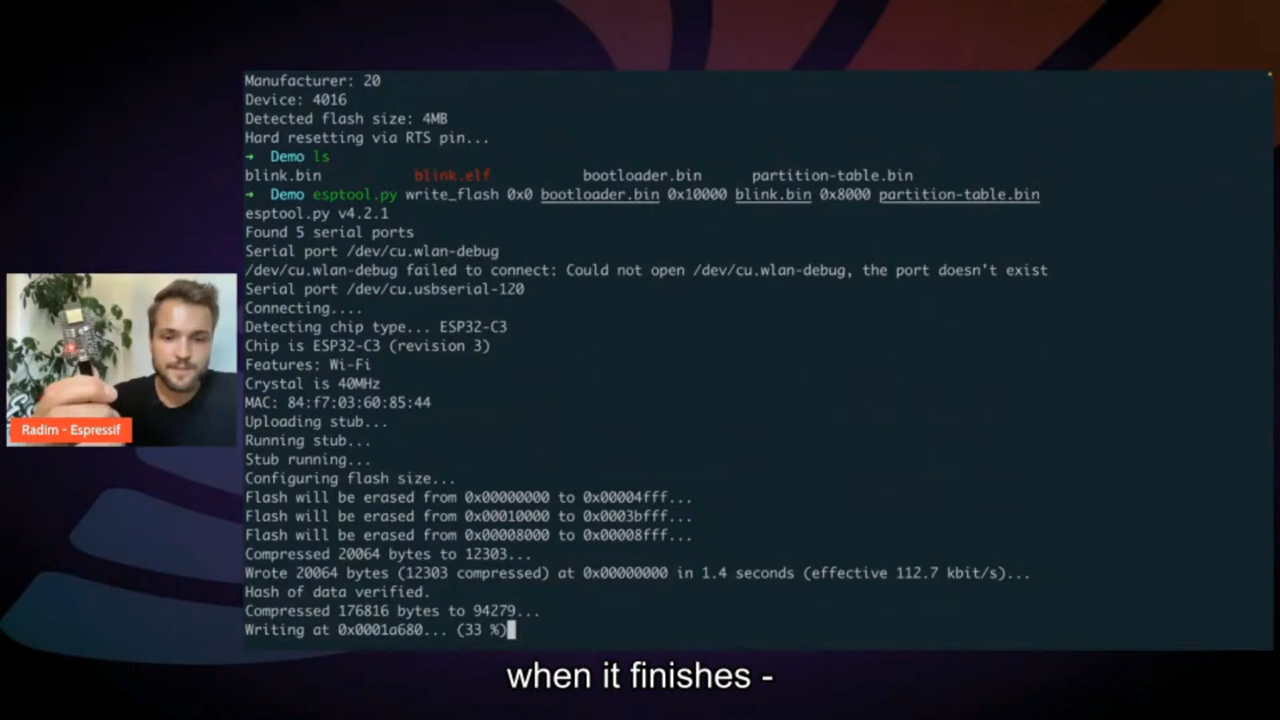 Manufacturer: 20
Device: 4016
Detected flash size: 4MB
Hard resetting via RTS pin...
→ Demo ls
blink.bin blink.elf bootloader.bin partition-table.bin
→ Demo esptool.py write_flash 0x0 bootloader.bin 0x10000 blink.bin 0x8000 partition-table.bin
esptool.py v4.2.1
Found 5 serial ports
Serial port /dev/cu.wlan-debug
/dev/cu.wlan-debug failed to connect: Could not open /dev/cu.wlan-debug, the port doesn't exist
Serial port /dev/cu.usbserial-120
Connecting....
Detecting chip type... ESP32-C3
Chip is ESP32-C3 (revision 3)
Features: Wi-Fi
Crystal is 40MHz
MAC: 84:f7:03:60:85:44
Uploading stub...
Running stub...
Stub running...
Configuring flash size...
Flash will be erased from 0x00000000 to 0x00004fff...
Flash will be erased from 0x00010000 to 0x0003bfff...
Flash will be erased from 0x00008000 to 0x00008fff...
Compressed 20064 bytes to 12303...
Wrote 20064 bytes (12303 compressed) at 0x00000000 in 1.4 seconds (effective 112.7 kbit/s)...
Hash of data verified.
Compressed 176816 bytes to 94279...
Writing at 0x0001a680... (33 %)
Radim - Espressif
when it finishes -